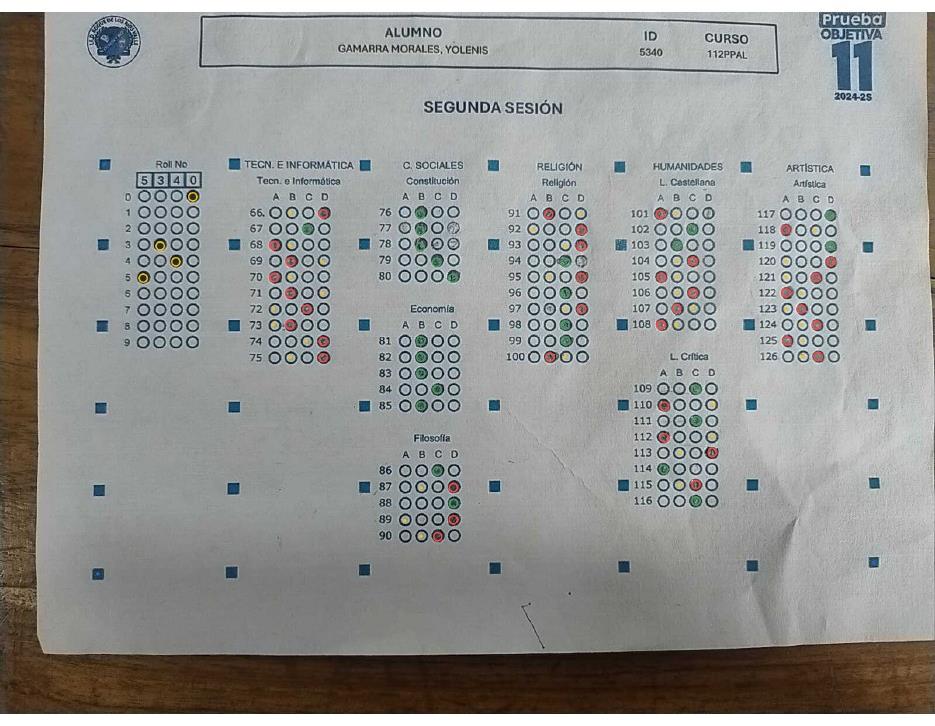 ALUMNO
GAMARRA MORALES, YOLENIS
ID
5340
CURSO
112PPAL
Prueba
OBJETIVA
11
2024-2S
SEGUNDA SESIÓN
Roll No
5 3 4 0
0
1
2
3
4
5
6
7
8
9
TECN. E INFORMÁTICA
Tecn. e Informática
A B C D
66.
67
68
69
70
71
72
73
74
75
C. SOCIALES
Constitución
A B C D
76
77
78
79
80
Economía
A B C D
81
82
83
84
85
Filosofía
A B C D
86
87
88
89
90
RELIGIÓN
Religión
A B C D
91
92
93
94
95
96
97
98
99
100
HUMANIDADES
L. Castellana
A B C D
101
102
103
104
105
106
107
108
L. Crítica
A B C D
109
110
111
112
113
114
115
116
ARTÍSTICA
Artística
A B C D
117
118
119
120
121
122
123
124
125
126